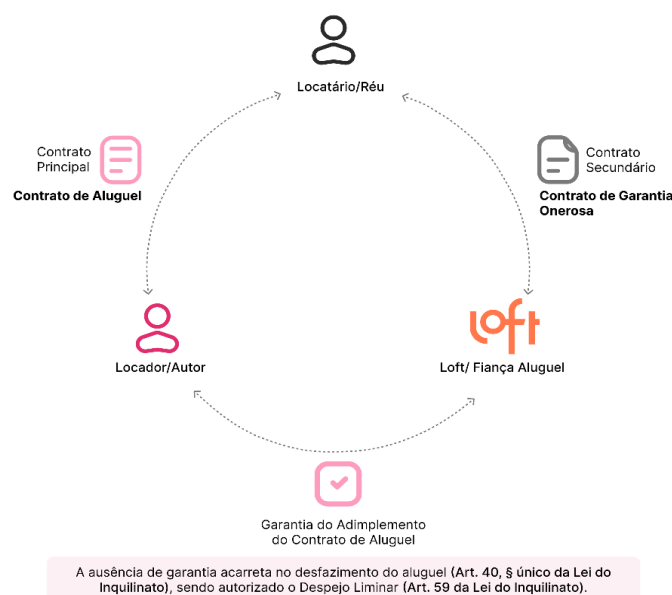 Locatário/Réu
Contrato
Principal
Contrato de Aluguel
Contrato
Secundário
Contrato de Garantia
Onerosa
Locador/Autor
loft
Loft/ Fiança Aluguel
Garantia do Adimplemento
do Contrato de Aluguel
A ausência de garantia acarreta no desfazimento do aluguel (Art. 40, § único da Lei do
Inquilinato), sendo autorizado o Despejo Liminar (Art. 59 da Lei do Inquilinato).